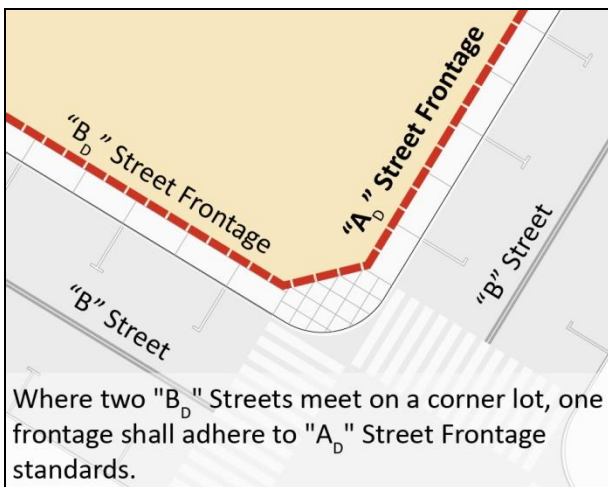 "B_D" Street Frontage
"A_D" Street Frontage
"B" Street
"B" Street
Where two "B_D" Streets meet on a corner lot, one
frontage shall adhere to "A_D" Street Frontage
standards.